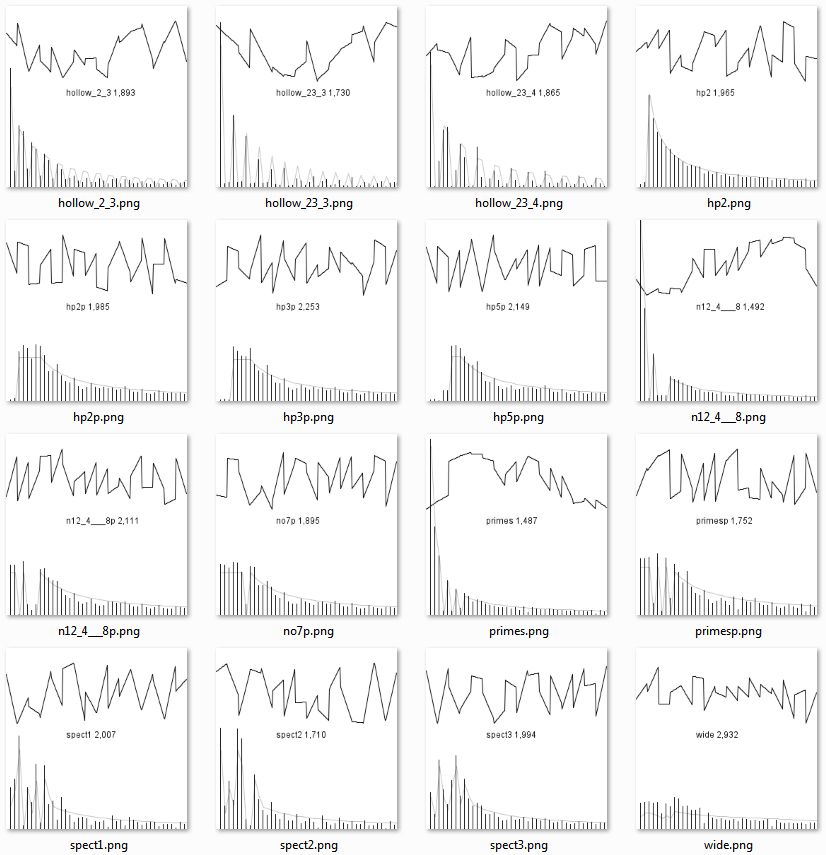 hollow_2_3 1,893
hollow_23_3 1,730
hollow_23_4 1,865
hp2 1,965
hollow_2_3.png
hollow_23_3.png
hollow_23_4.png
hp2.png
hp2p 1,985
hp3p 2,253
hp5p 2,149
n12_4___8 1,492
hp2p.png
hp3p.png
hp5p.png
n12_4___8.png
n12_4___8p 2,111
no7p 1,895
primes 1,487
primesp 1,752
n12_4___8p.png
no7p.png
primes.png
primesp.png
spect1 2,007
spect2 1,710
spect3 1,994
wide 2,932
spect1.png
spect2.png
spect3.png
wide.png